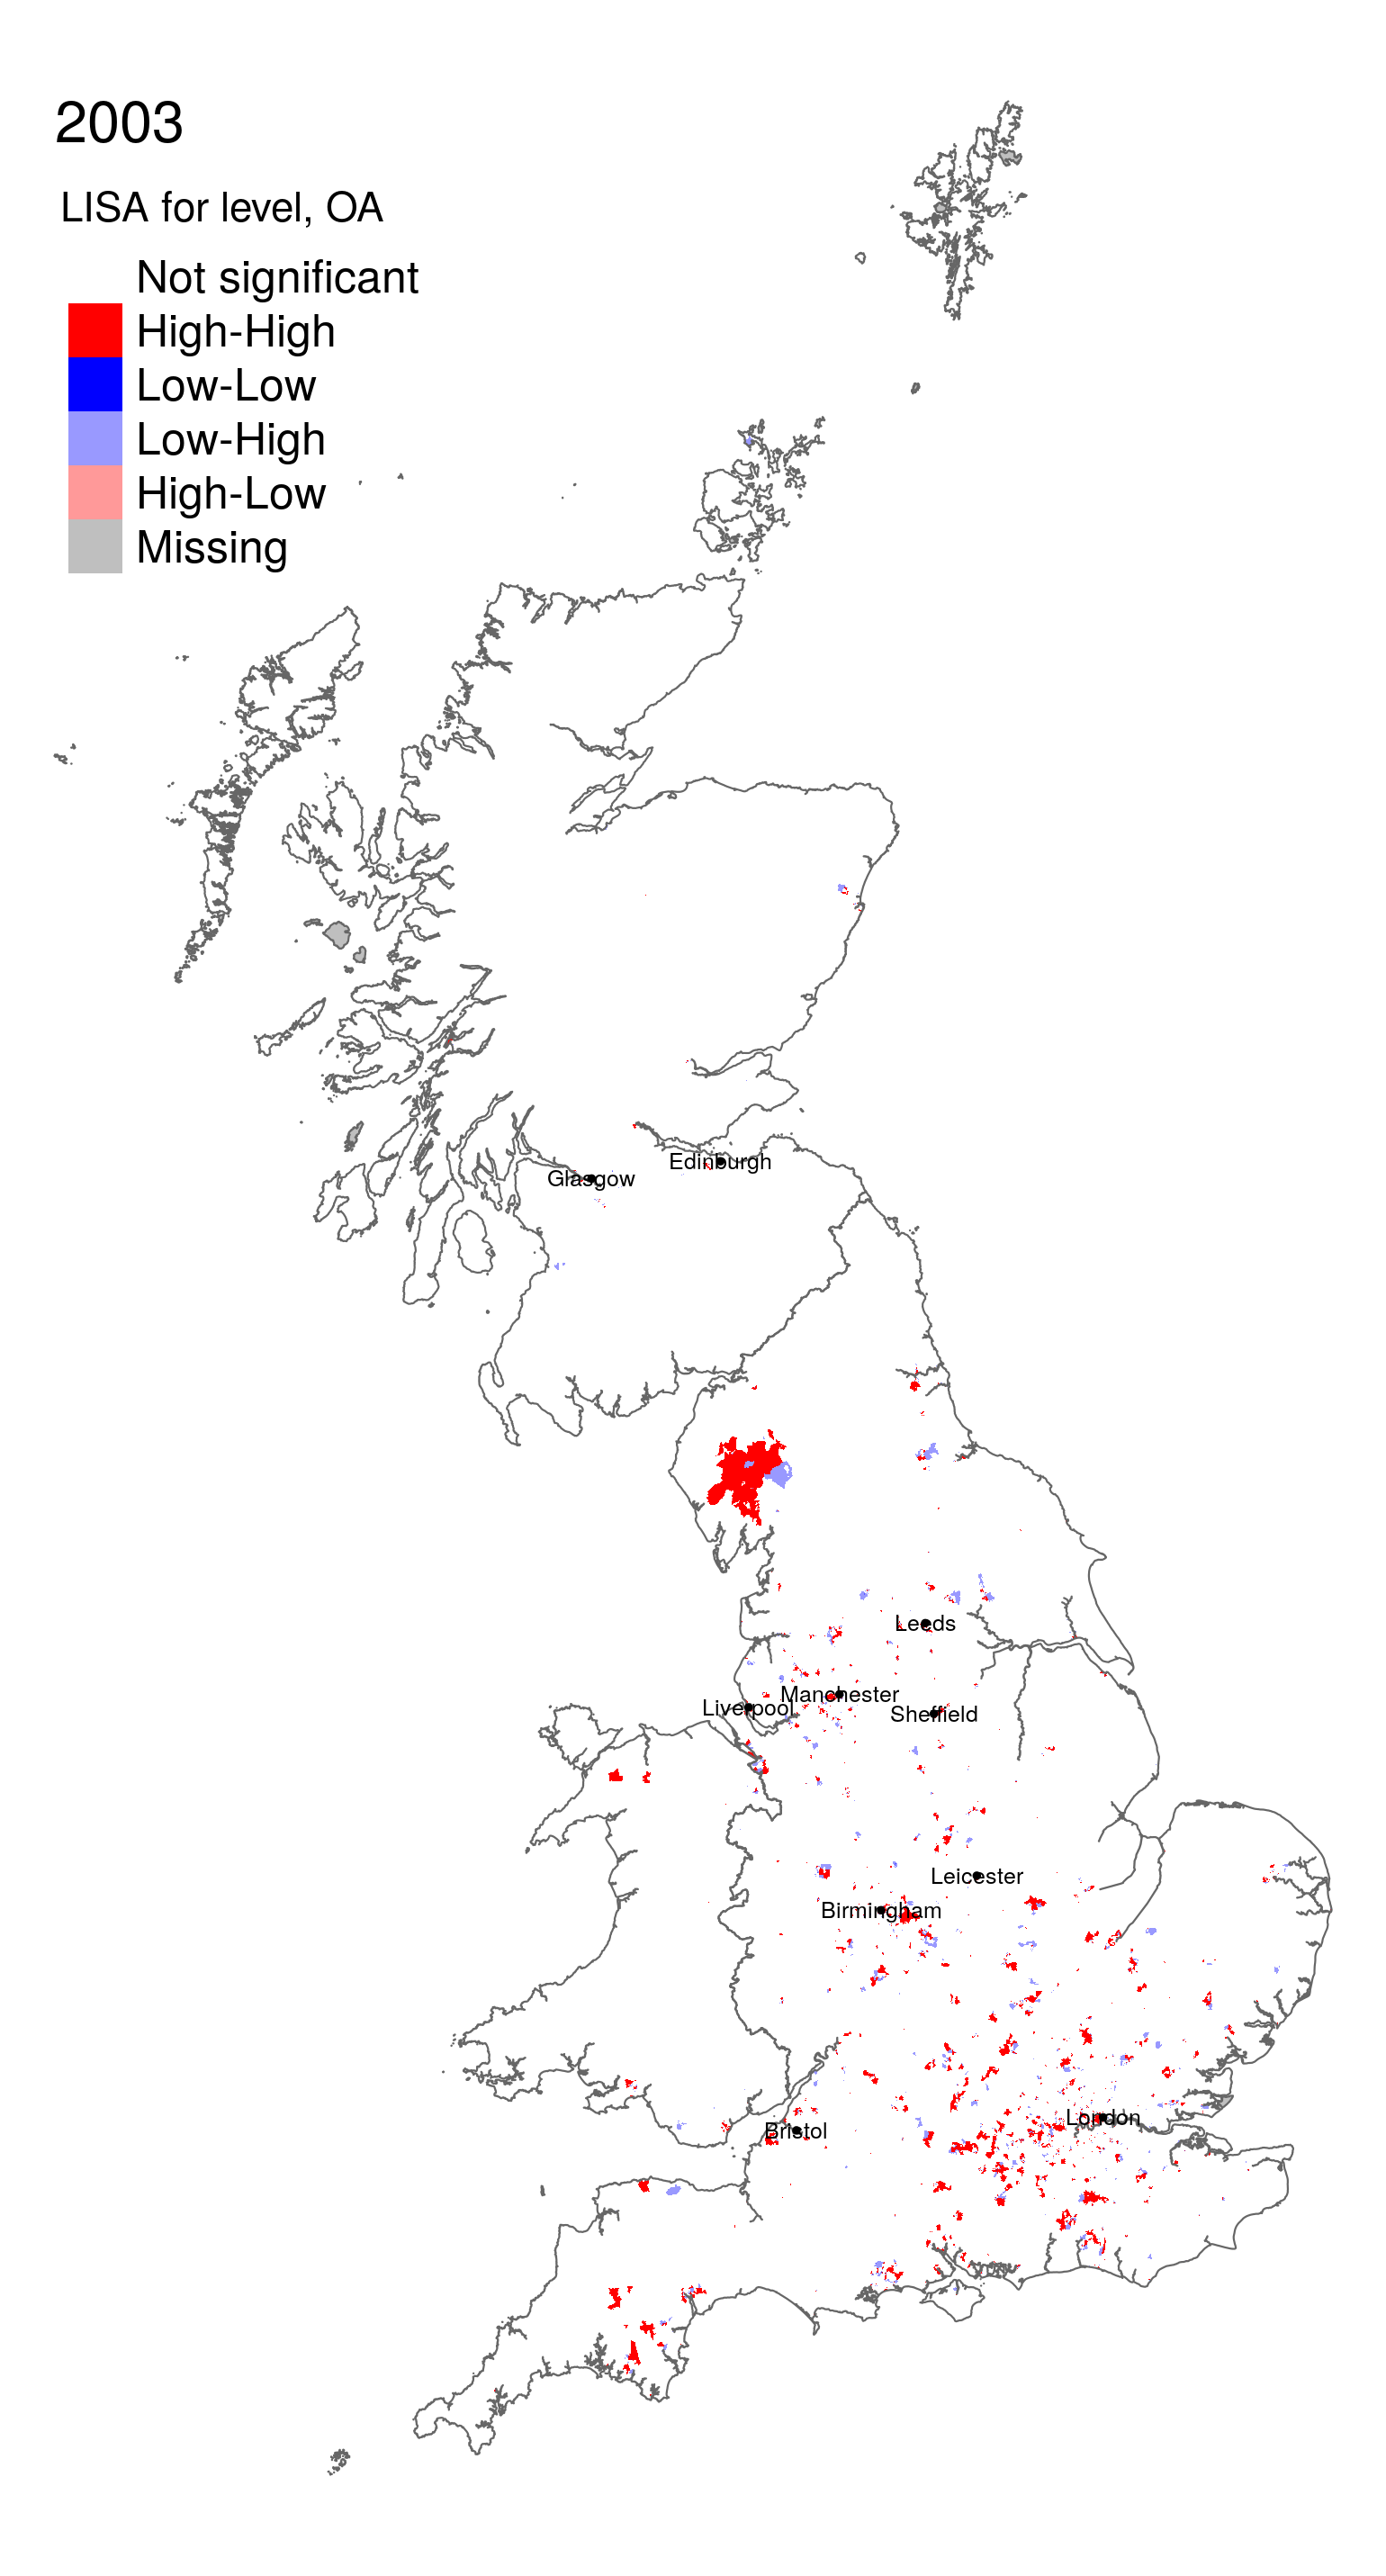 2003
LISA for level, OA
Not significant
High-High
Low-Low
Low-High
High-Low
Missing
Edinburgh
Glasgow
Leeds
Manchester
Liverpool
Sheffield
Leicester
Birmingham
London
Bristol